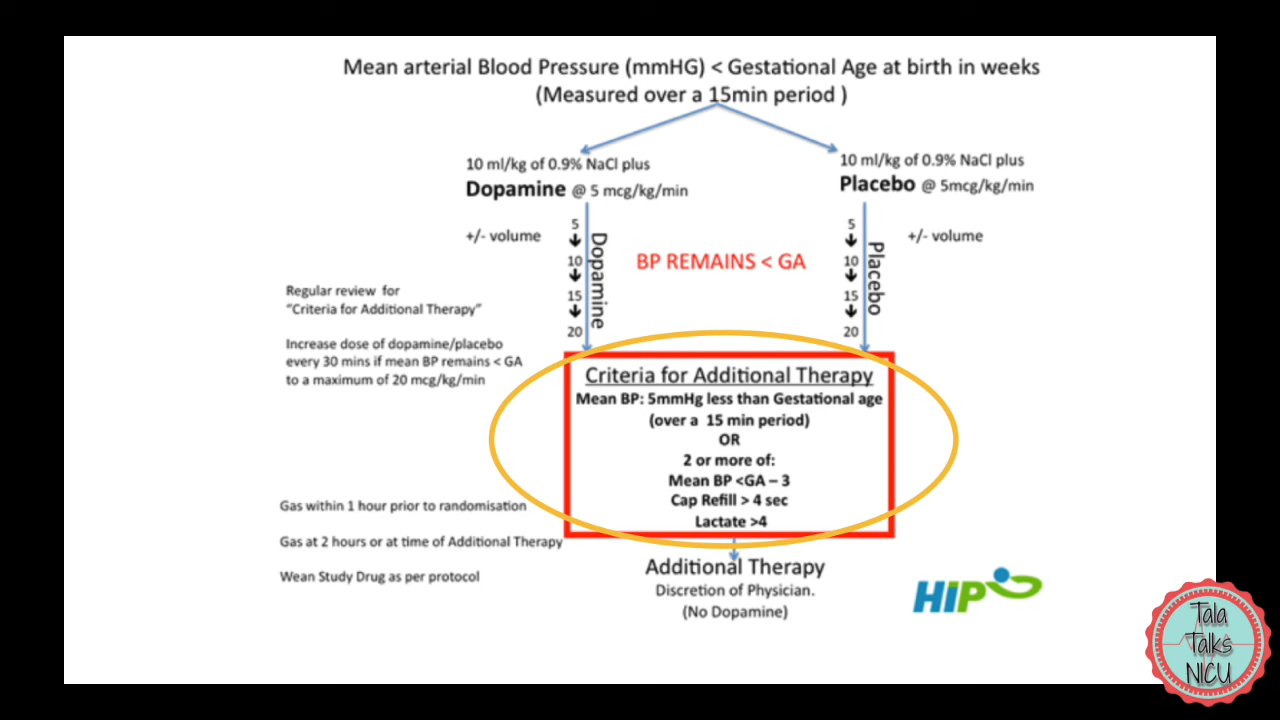 Mean arterial Blood Pressure (mmHG) < Gestational Age at birth in weeks
(Measured over a 15min period )
10 ml/kg of 0.9% NaCl plus
Dopamine @ 5 mcg/kg/min
10 ml/kg of 0.9% NaCl plus
Placebo @ 5mcg/kg/min
+/- volume
5
10
15
20
Dopamine
BP REMAINS < GA
5
10
15
20
Placebo
+/- volume
Regular review for
"Criteria for Additional Therapy"
Increase dose of dopamine/placebo
every 30 mins if mean BP remains < GA
to a maximum of 20 mcg/kg/min
Criteria for Additional Therapy
Mean BP: 5mmHg less than Gestational age
(over a 15 min period)
OR
2 or more of:
Mean BP <GA – 3
Cap Refill > 4 sec
Lactate >4
Gas within 1 hour prior to randomisation
Gas at 2 hours or at time of Additional Therapy
Wean Study Drug as per protocol
Additional Therapy
Discretion of Physician.
(No Dopamine)
HIP
Tala
Talks
NICU